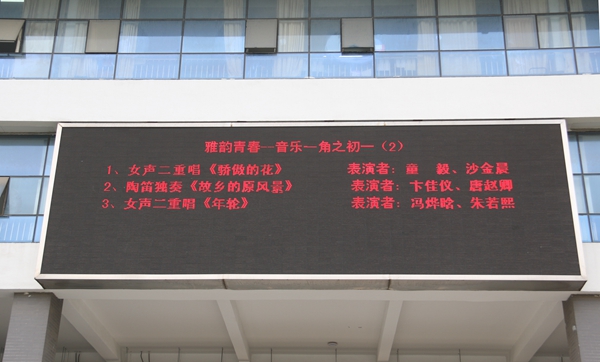 雅韵青春—音乐一角之初一（2）
1、女声二重唱《骄傲的花》 表演者：童 毅、沙金晨
2、陶笛独奏《故乡的原风景》 表演者：卞佳仪、唐赵卿
3、女声二重唱《年轮》 表演者：冯烨晗、朱若熙